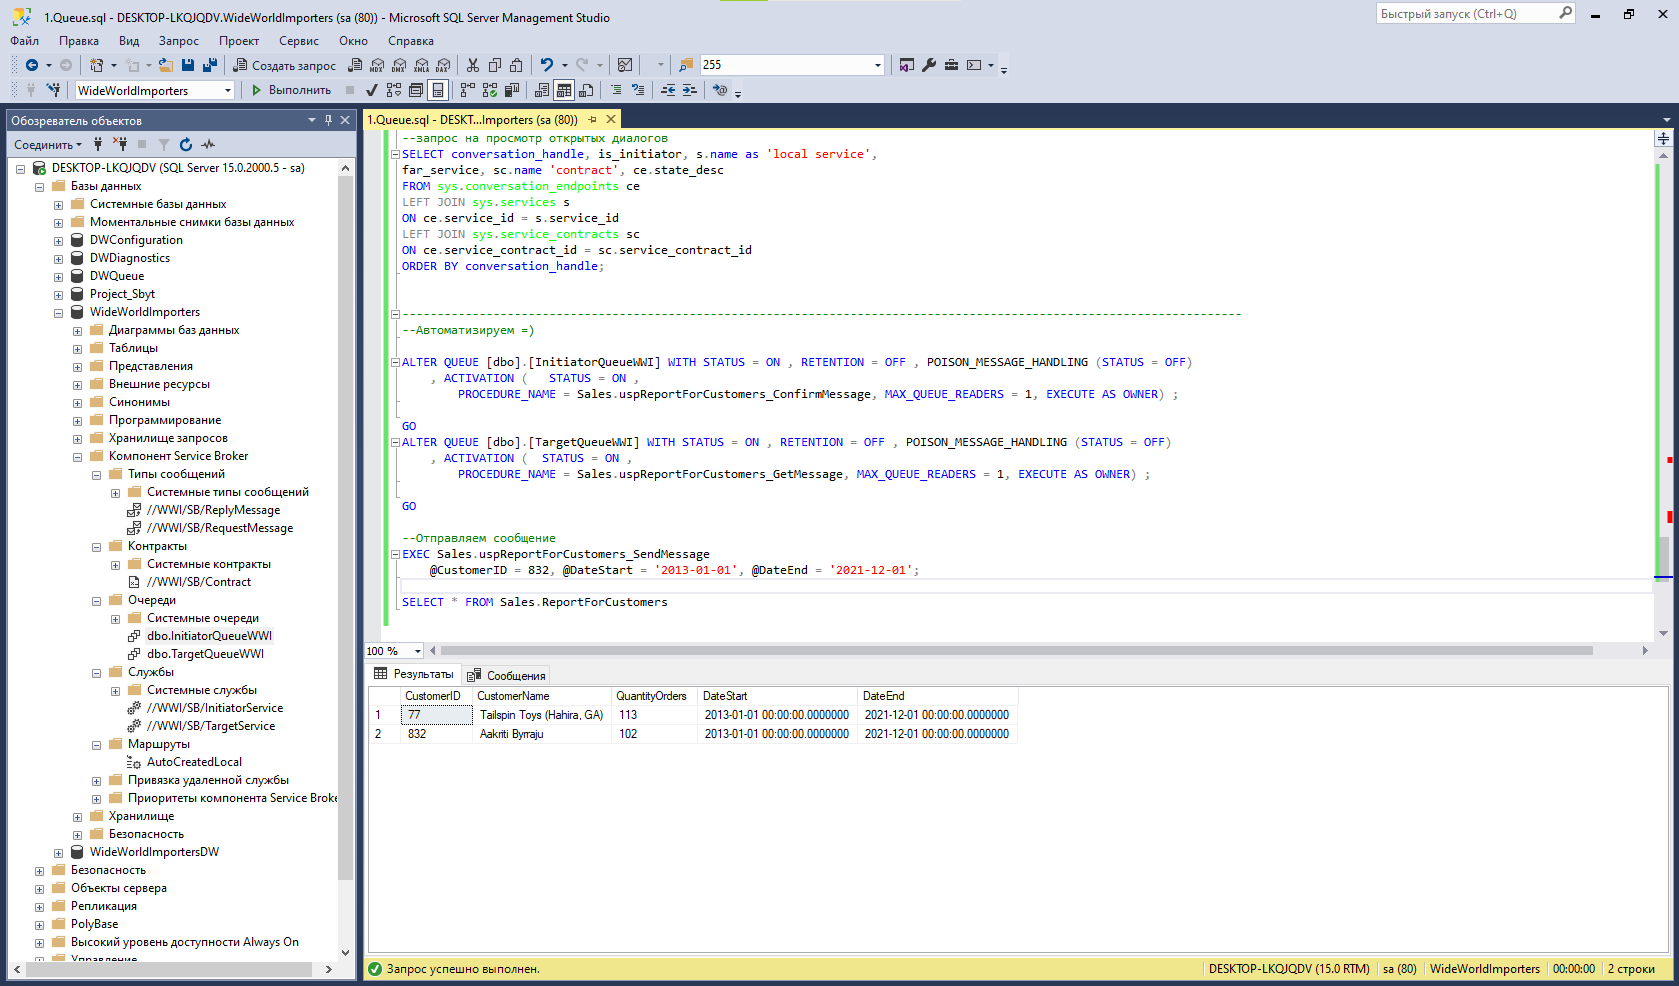 1.Queue.sql - DESKTOP-LKQJQDV.WideWorldImporters (sa (80)) - Microsoft SQL Server Management Studio
Быстрый запуск (Ctrl+Q)
Файл Правка Вид Запрос Проект Сервис Окно Справка
Создать запрос
MDX DMX XMLA DAX
255
WideWorldImporters
Выполнить
Обозреватель объектов
Соединить
DESKTOP-LKQJQDV (SQL Server 15.0.2000.5 - sa)
Базы данных
Системные базы данных
Моментальные снимки базы данных
DWConfiguration
DWDiagnostics
DWQueue
Project_Sbyt
WideWorldImporters
Диаграммы баз данных
Таблицы
Представления
Внешние ресурсы
Синонимы
Программирование
Хранилище запросов
Компонент Service Broker
Типы сообщений
Системные типы сообщений
//WWI/SB/ReplyMessage
//WWI/SB/RequestMessage
Контракты
Системные контракты
//WWI/SB/Contract
Очереди
Системные очереди
dbo.InitiatorQueueWWI
dbo.TargetQueueWWI
Службы
Системные службы
//WWI/SB/InitiatorService
//WWI/SB/TargetService
Маршруты
AutoCreatedLocal
Привязка удаленной службы
Приоритеты компонента Service Broke
Хранилище
Безопасность
WideWorldImportersDW
Безопасность
Объекты сервера
Репликация
PolyBase
Высокий уровень доступности Always On
Управление
1.Queue.sql - DESKT...Importers (sa (80))
--запрос на просмотр открытых диалогов
SELECT conversation_handle, is_initiator, s.name as 'local service',
far_service, sc.name 'contract', ce.state_desc
FROM sys.conversation_endpoints ce
LEFT JOIN sys.services s
ON ce.service_id = s.service_id
LEFT JOIN sys.service_contracts sc
ON ce.service_contract_id = sc.service_contract_id
ORDER BY conversation_handle;
------------------------------------------------------------------------------------------------------------------------
--Автоматизируем =)
ALTER QUEUE [dbo].[InitiatorQueueWWI] WITH STATUS = ON , RETENTION = OFF , POISON_MESSAGE_HANDLING (STATUS = OFF)
, ACTIVATION ( STATUS = ON ,
PROCEDURE_NAME = Sales.uspReportForCustomers_ConfirmMessage, MAX_QUEUE_READERS = 1, EXECUTE AS OWNER) ;
GO
ALTER QUEUE [dbo].[TargetQueueWWI] WITH STATUS = ON , RETENTION = OFF , POISON_MESSAGE_HANDLING (STATUS = OFF)
, ACTIVATION ( STATUS = ON ,
PROCEDURE_NAME = Sales.uspReportForCustomers_GetMessage, MAX_QUEUE_READERS = 1, EXECUTE AS OWNER) ;
GO
--Отправляем сообщение
EXEC Sales.uspReportForCustomers_SendMessage
@CustomerID = 832, @DateStart = '2013-01-01', @DateEnd = '2021-12-01';
SELECT * FROM Sales.ReportForCustomers
100 %
Результаты Сообщения
CustomerID CustomerName QuantityOrders DateStart DateEnd
1 77 Tailspin Toys (Hahira, GA) 113 2013-01-01 00:00:00.0000000 2021-12-01 00:00:00.0000000
2 832 Aakriti Byrraju 102 2013-01-01 00:00:00.0000000 2021-12-01 00:00:00.0000000
Запрос успешно выполнен.
DESKTOP-LKQJQDV (15.0 RTM) sa (80) WideWorldImporters 00:00:00 2 строки